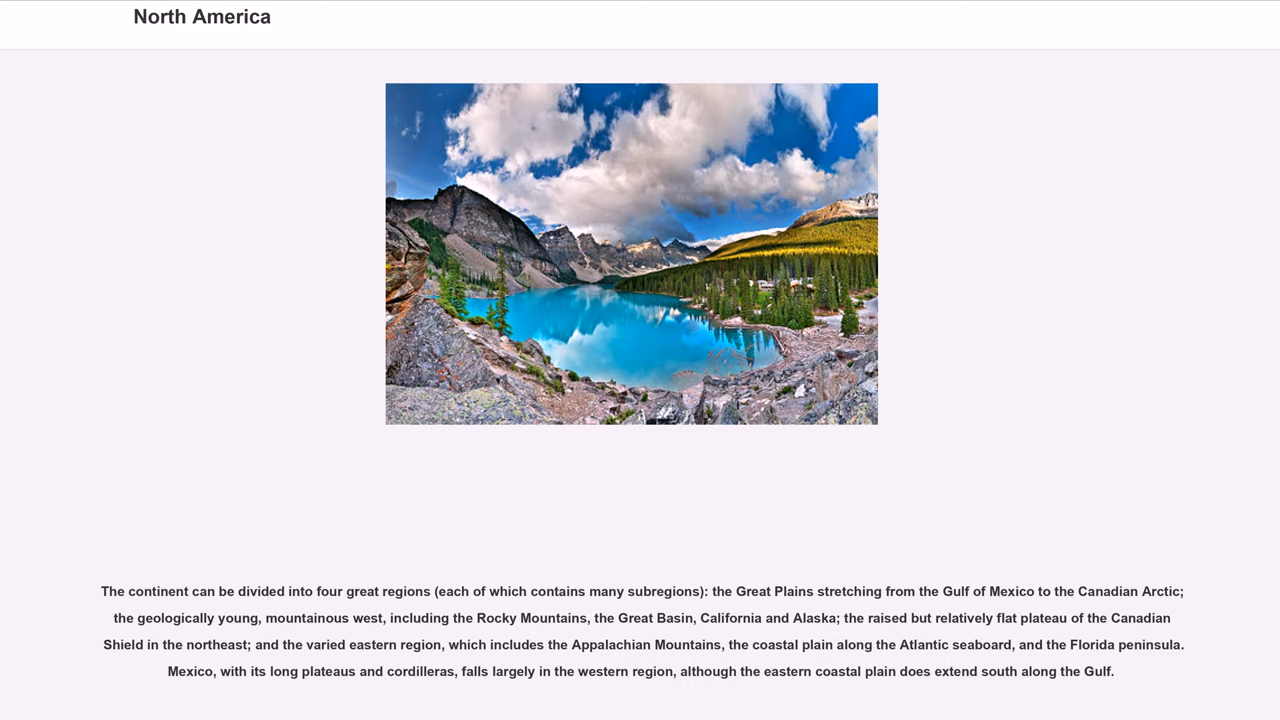 North America
The continent can be divided into four great regions (each of which contains many subregions): the Great Plains stretching from the Gulf of Mexico to the Canadian Arctic;
the geologically young, mountainous west, including the Rocky Mountains, the Great Basin, California and Alaska; the raised but relatively flat plateau of the Canadian
Shield in the northeast; and the varied eastern region, which includes the Appalachian Mountains, the coastal plain along the Atlantic seaboard, and the Florida peninsula.
Mexico, with its long plateaus and cordilleras, falls largely in the western region, although the eastern coastal plain does extend south along the Gulf.